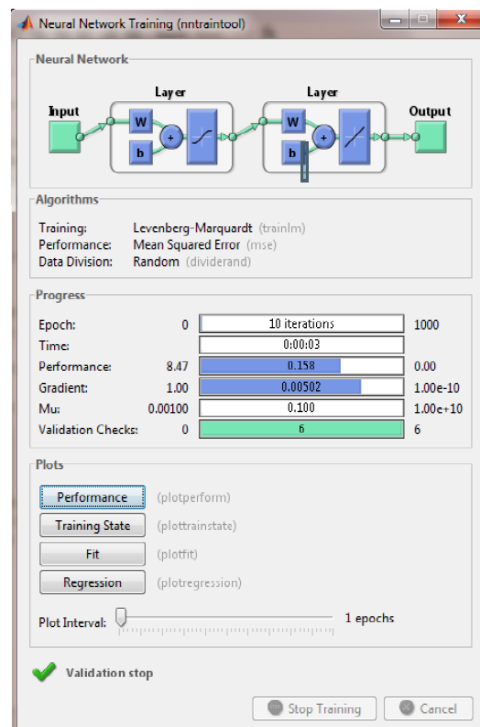 Neural Network Training (nntraintool)
Neural Network
Layer Layer
Input Output
W W
b b
Algorithms
Training: Levenberg-Marquardt (trainlm)
Performance: Mean Squared Error (mse)
Data Division: Random (dividerand)
Progress
Epoch: 0 10 iterations 1000
Time: 0:00:03
Performance: 8.47 0.158 0.00
Gradient: 1.00 0.00502 1.00e-10
Mu: 0.00100 0.100 1.00e+10
Validation Checks: 0 6 6
Plots
Performance (plotperform)
Training State (plottrainstate)
Fit (plotfit)
Regression (plotregression)
Plot Interval: 1 epochs
Validation stop
Stop Training Cancel